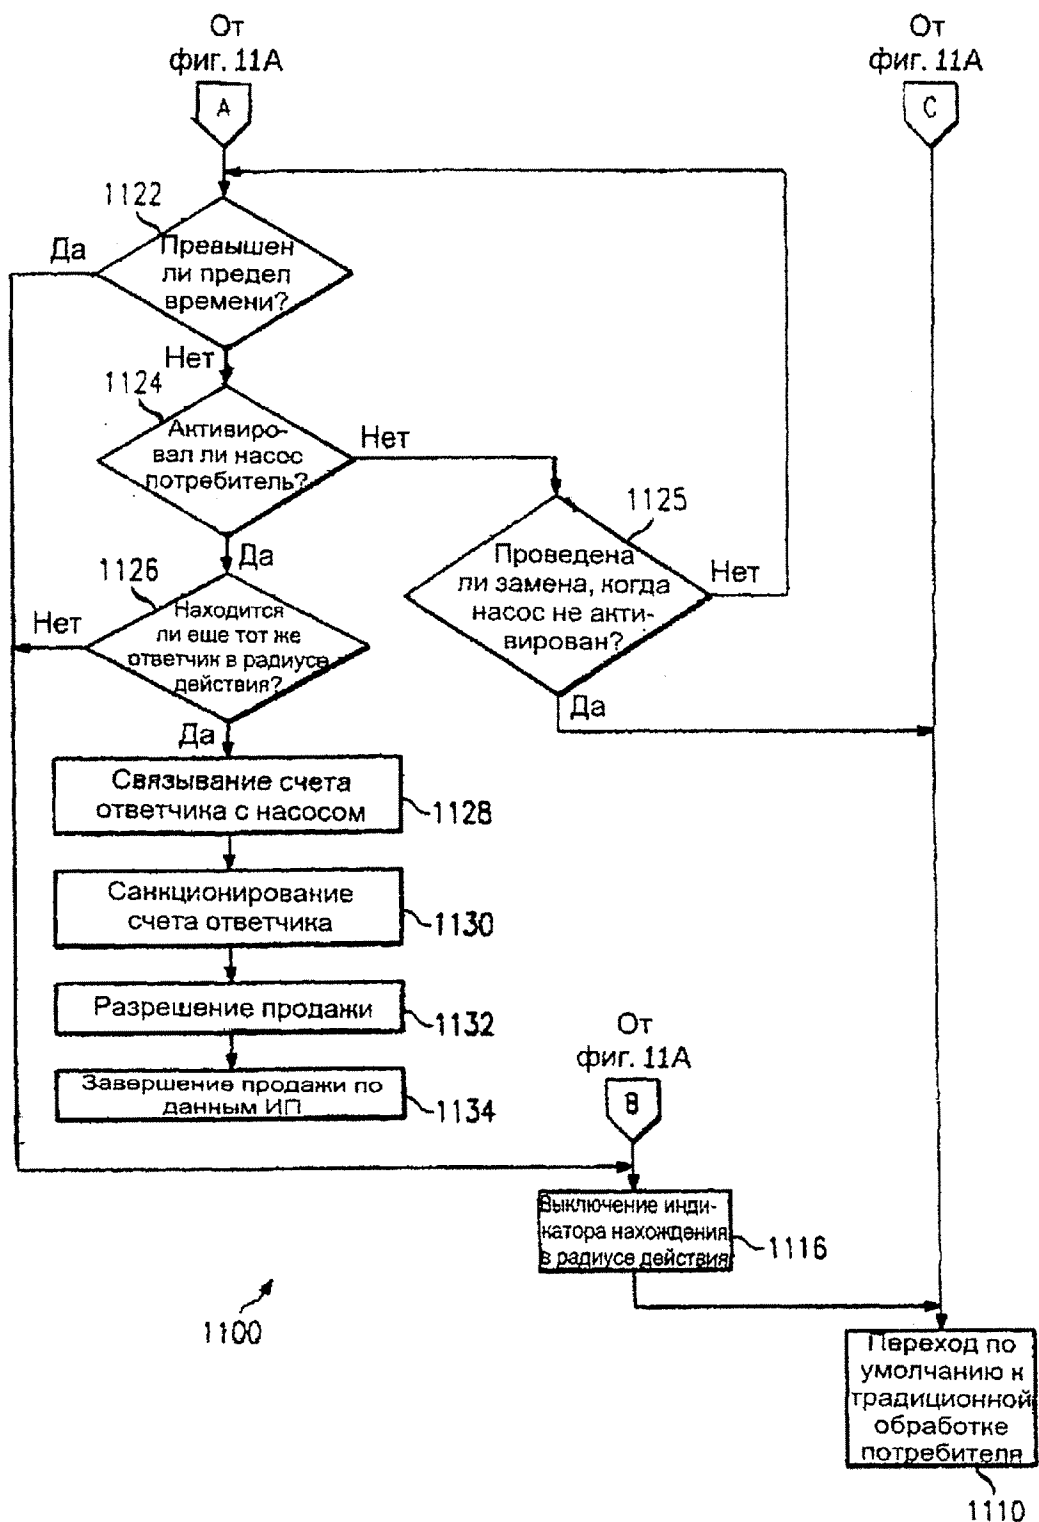 От
фиг. 11А
А
От
фиг. 11А
С
1122
Да
Превышен
ли предел
времени?
Нет
1124
Активиро-
вал ли насос
потребитель?
Нет
1125
Проведена
ли замена, когда
насос не акти-
вирован?
Нет
Да
Да
1126
Находится
ли еще тот же
ответчик в радиусе
действия?
Нет
Да
Связывание счета
ответчика с насосом
1128
Санкционирование
счета ответчика
1130
Разрешение продажи
1132
Завершение продажи по
данным ИП
1134
От
фиг. 11А
В
Выключение инди-
катора нахождения
в радиусе действия
1116
1100
Переход по
умолчанию к
традиционной
обработке
потребителя
1110